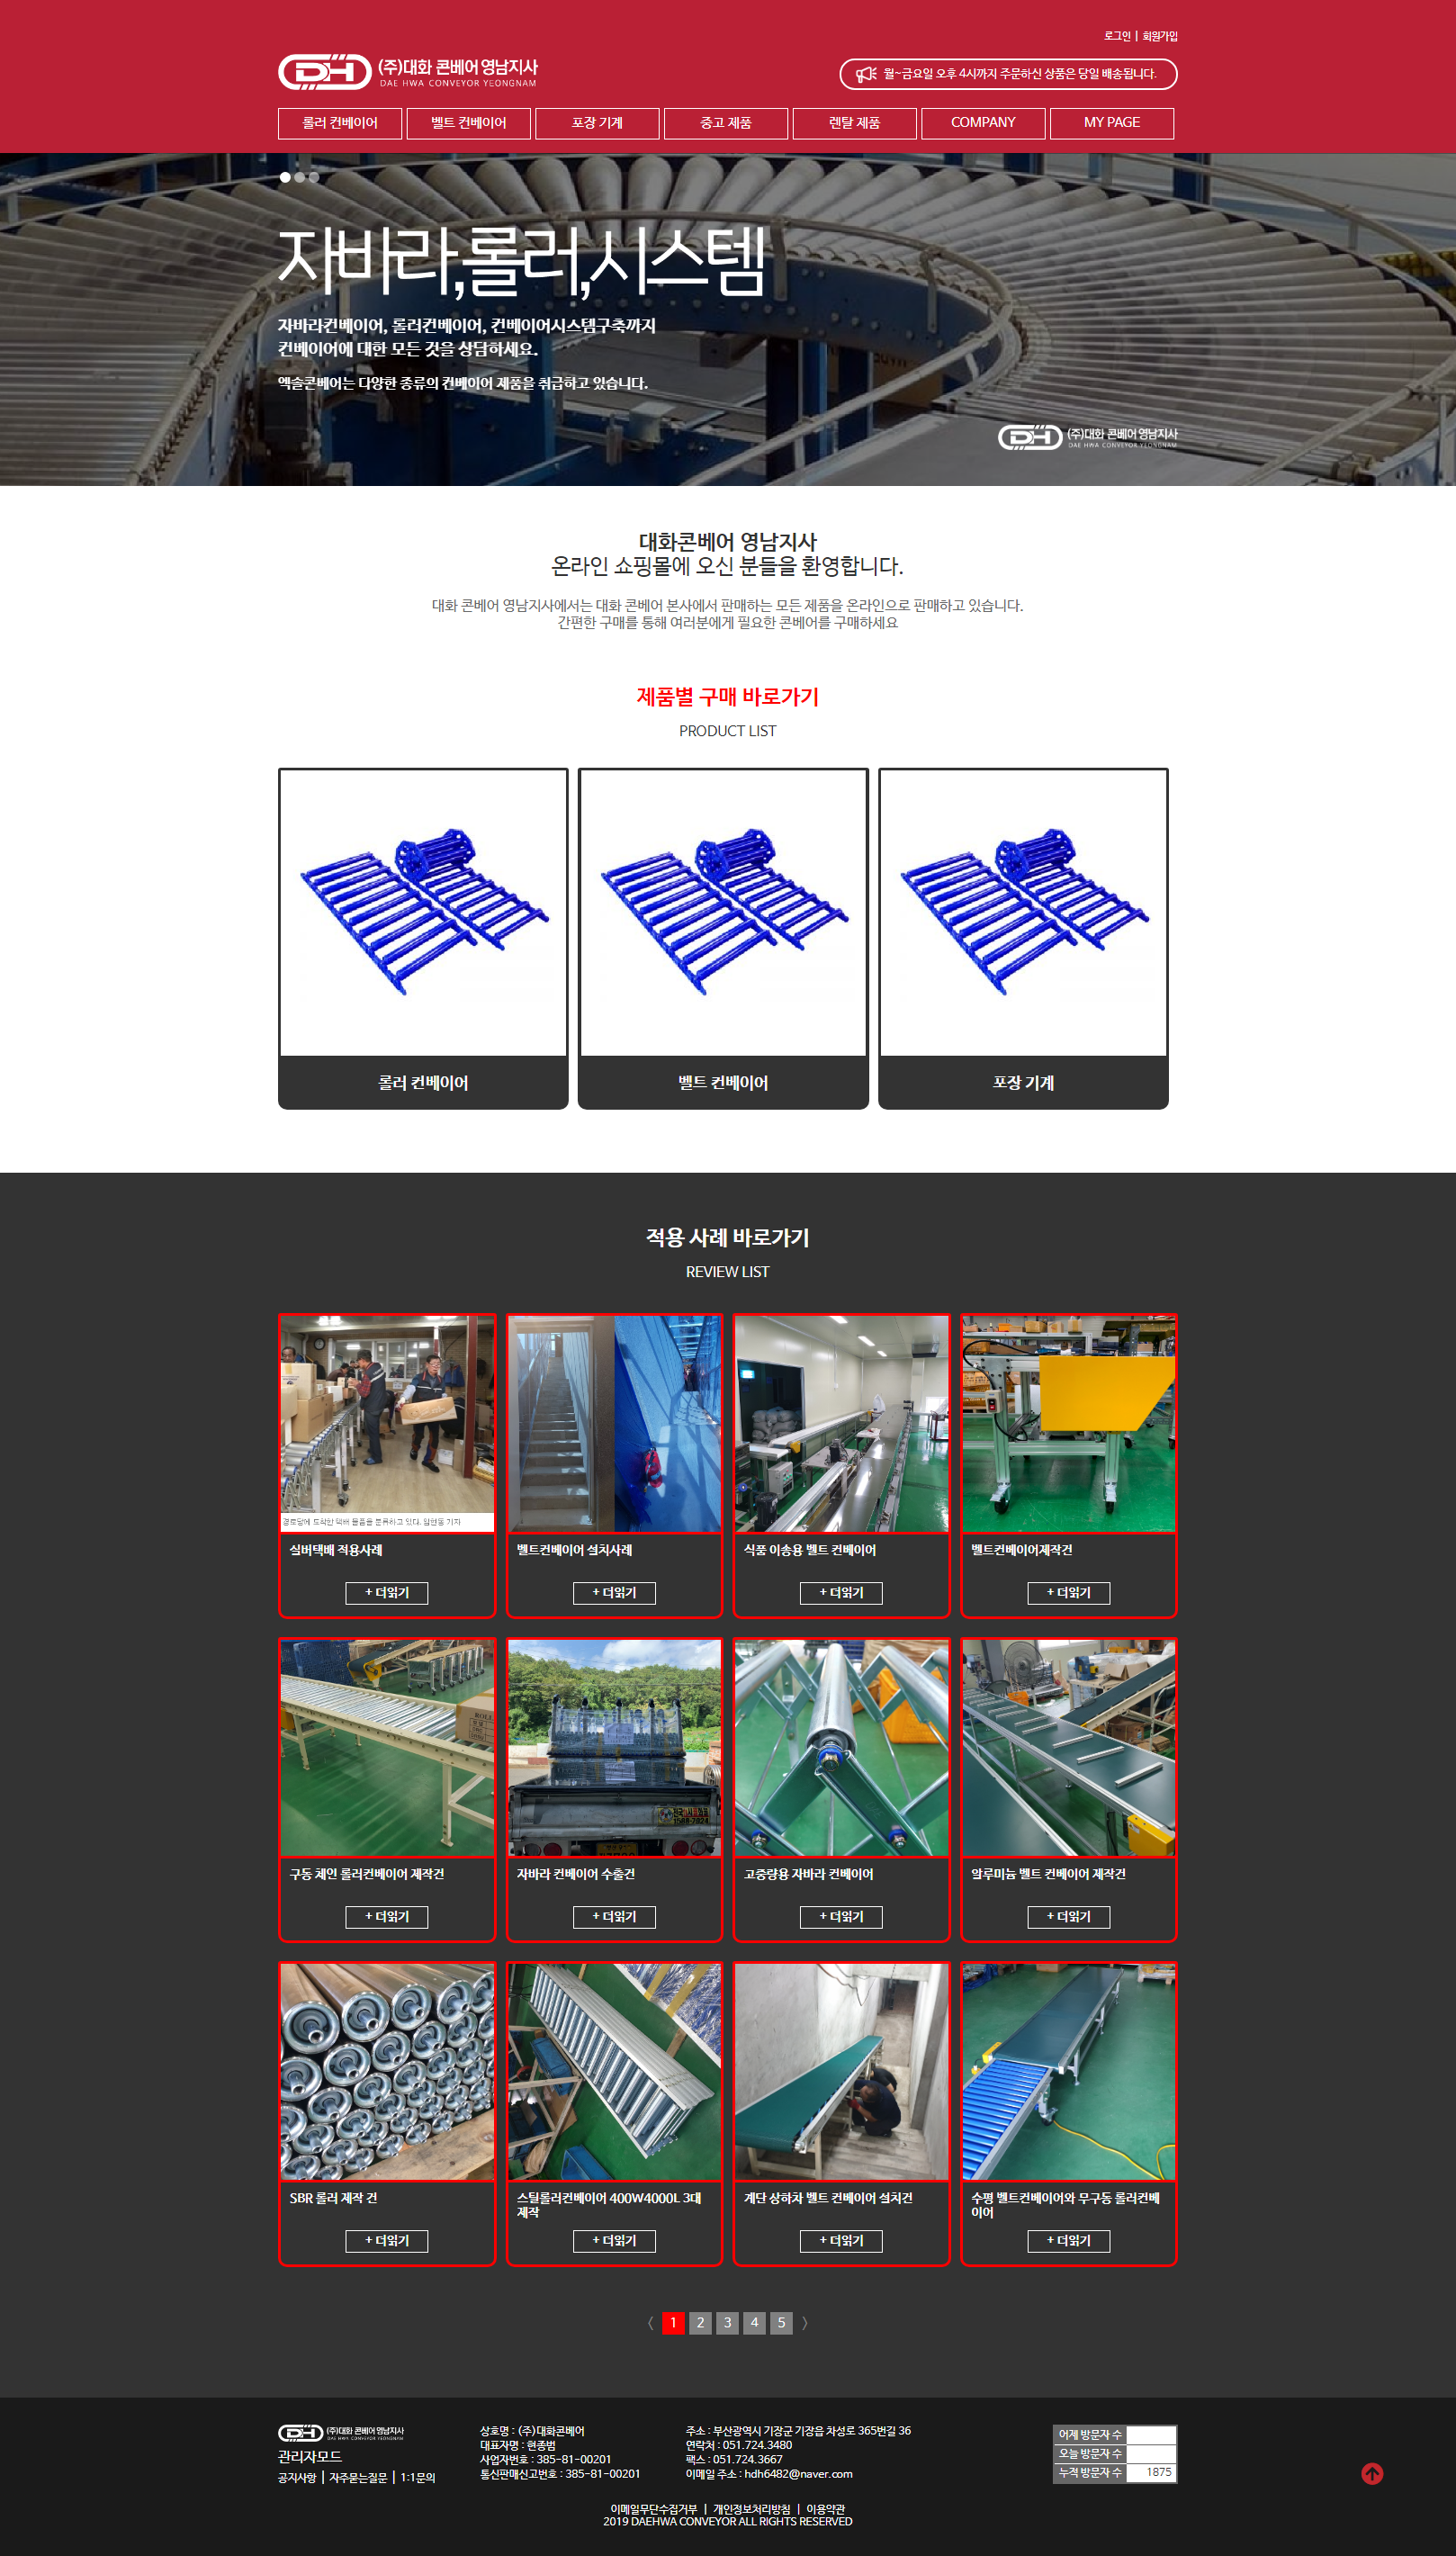 로그인 | 회원가입
(주)대화 콘베어 영남지사
DAE HWA CONVEYOR YEONGNAM
월~금요일 오후 4시까지 주문하신 상품은 당일 배송됩니다.
롤러 컨베이어
벨트 컨베이어
포장 기계
중고 제품
렌탈 제품
COMPANY
MY PAGE
자바라,롤러,시스템
자바라컨베이어, 롤러컨베이어, 컨베이어시스템구축까지
컨베이어에 대한 모든 것을 상담하세요.
엑슬콘베어는 다양한 종류의 컨베이어 제품을 취급하고 있습니다.
(주)대화 콘베어 영남지사
DAE HWA CONVEYOR YEONGNAM
대화콘베어 영남지사
온라인 쇼핑몰에 오신 분들을 환영합니다.
대화 콘베어 영남지사에서는 대화 콘베어 본사에서 판매하는 모든 제품을 온라인으로 판매하고 있습니다.
간편한 구매를 통해 여러분에게 필요한 콘베어를 구매하세요
제품별 구매 바로가기
PRODUCT LIST
롤러 컨베이어
벨트 컨베이어
포장 기계
적용 사례 바로가기
REVIEW LIST
경로당에 도착한 택배 물품을 분류하고 있다.
실버택배 적용사례
벨트컨베이어 설치사례
식품 이송용 벨트 컨베이어
벨트컨베이어제작건
+ 더읽기
+ 더읽기
+ 더읽기
+ 더읽기
구동 체인 롤러컨베이어 제작건
자바라 컨베이어 수출건
고중량용 자바라 컨베이어
알루미늄 벨트 컨베이어 제작건
+ 더읽기
+ 더읽기
+ 더읽기
+ 더읽기
SBR 롤러 제작 건
스틸롤러컨베이어 400W4000L 3대
제작
계단 상하차 벨트 컨베이어 설치건
수평 벨트컨베이어와 무구동 롤러컨베
이어
+ 더읽기
+ 더읽기
+ 더읽기
+ 더읽기
〈 1 2 3 4 5 〉
(주)대화 콘베어 영남지사
DAE HWA CONVEYOR YEONGNAM
관리자모드
공지사항 | 자주묻는질문 | 1:1문의
상호명 : (주)대화콘베어
대표자명 : 현종범
사업자번호 : 385-81-00201
통신판매신고번호 : 385-81-00201
주소 : 부산광역시 기장군 기장읍 차성로 365번길 36
연락처 : 051.724.3480
팩스 : 051.724.3667
이메일 주소 : hdh6482@naver.com
어제 방문자 수
오늘 방문자 수
누적 방문자 수 1875
이메일무단수집거부 | 개인정보처리방침 | 이용약관
2019 DAEHWA CONVEYOR ALL RIGHTS RESERVED